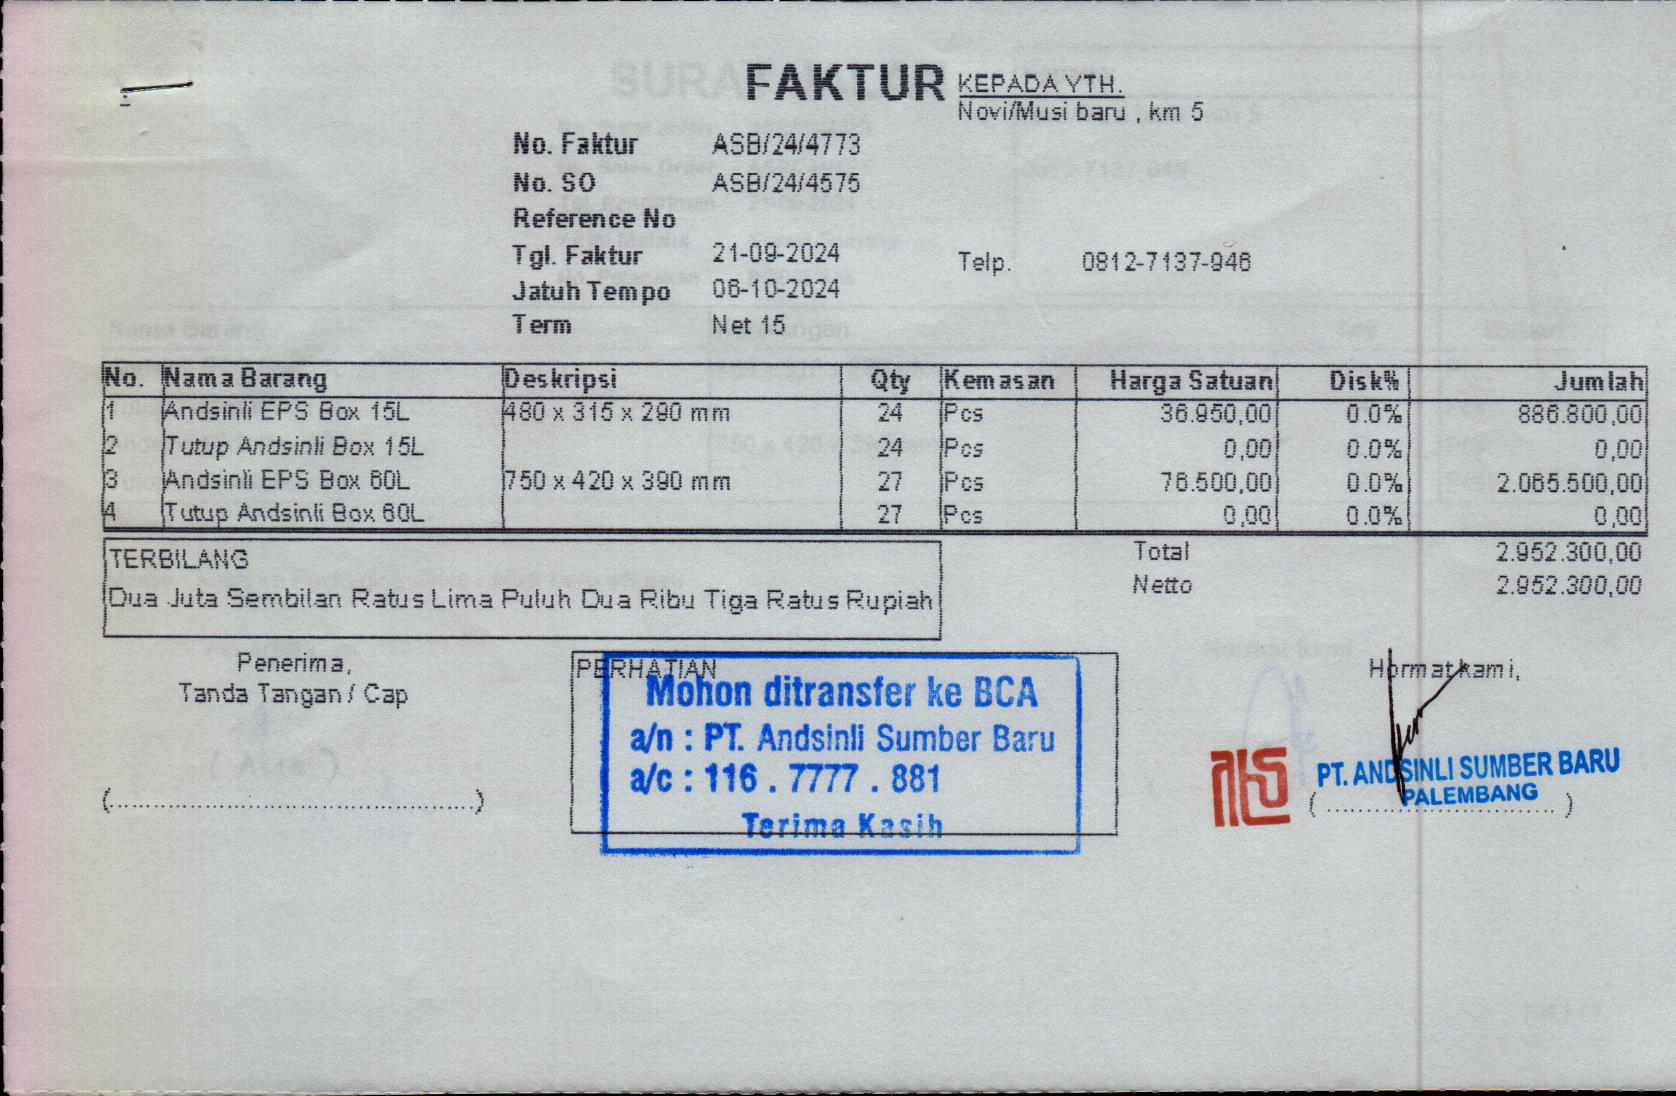 FAKTUR
KEPADA YTH.
Novi/Musi baru , km 5
No. Faktur ASB/24/4773
No. SO ASB/24/4575
Reference No
Tgl. Faktur 21-09-2024
Telp. 0812-7137-946
Jatuh Tempo 06-10-2024
Term Net 15
No. Nama Barang Deskripsi Qty Kemasan Harga Satuan Disk% Jumlah
1 Andsinli EPS Box 15L 480 x 315 x 290 mm 24 Pcs 36.950,00 0.0% 886.800,00
2 Tutup Andsinli Box 15L 24 Pcs 0,00 0.0% 0,00
3 Andsinli EPS Box 60L 750 x 420 x 390 mm 27 Pcs 76.500,00 0.0% 2.065.500,00
4 Tutup Andsinli Box 60L 27 Pcs 0,00 0.0% 0,00
TERBILANG
Dua Juta Sembilan Ratus Lima Puluh Dua Ribu Tiga Ratus Rupiah
Total 2.952.300,00
Netto 2.952.300,00
Penerima,
Tanda Tangan / Cap
(..................................................)
PERHATIAN
Mohon ditransfer ke BCA
a/n : PT. Andsinli Sumber Baru
a/c : 116 . 7777 . 881
Terima Kasih
Hormat kami,
PT. ANDSINLI SUMBER BARU
PALEMBANG
(..............................)